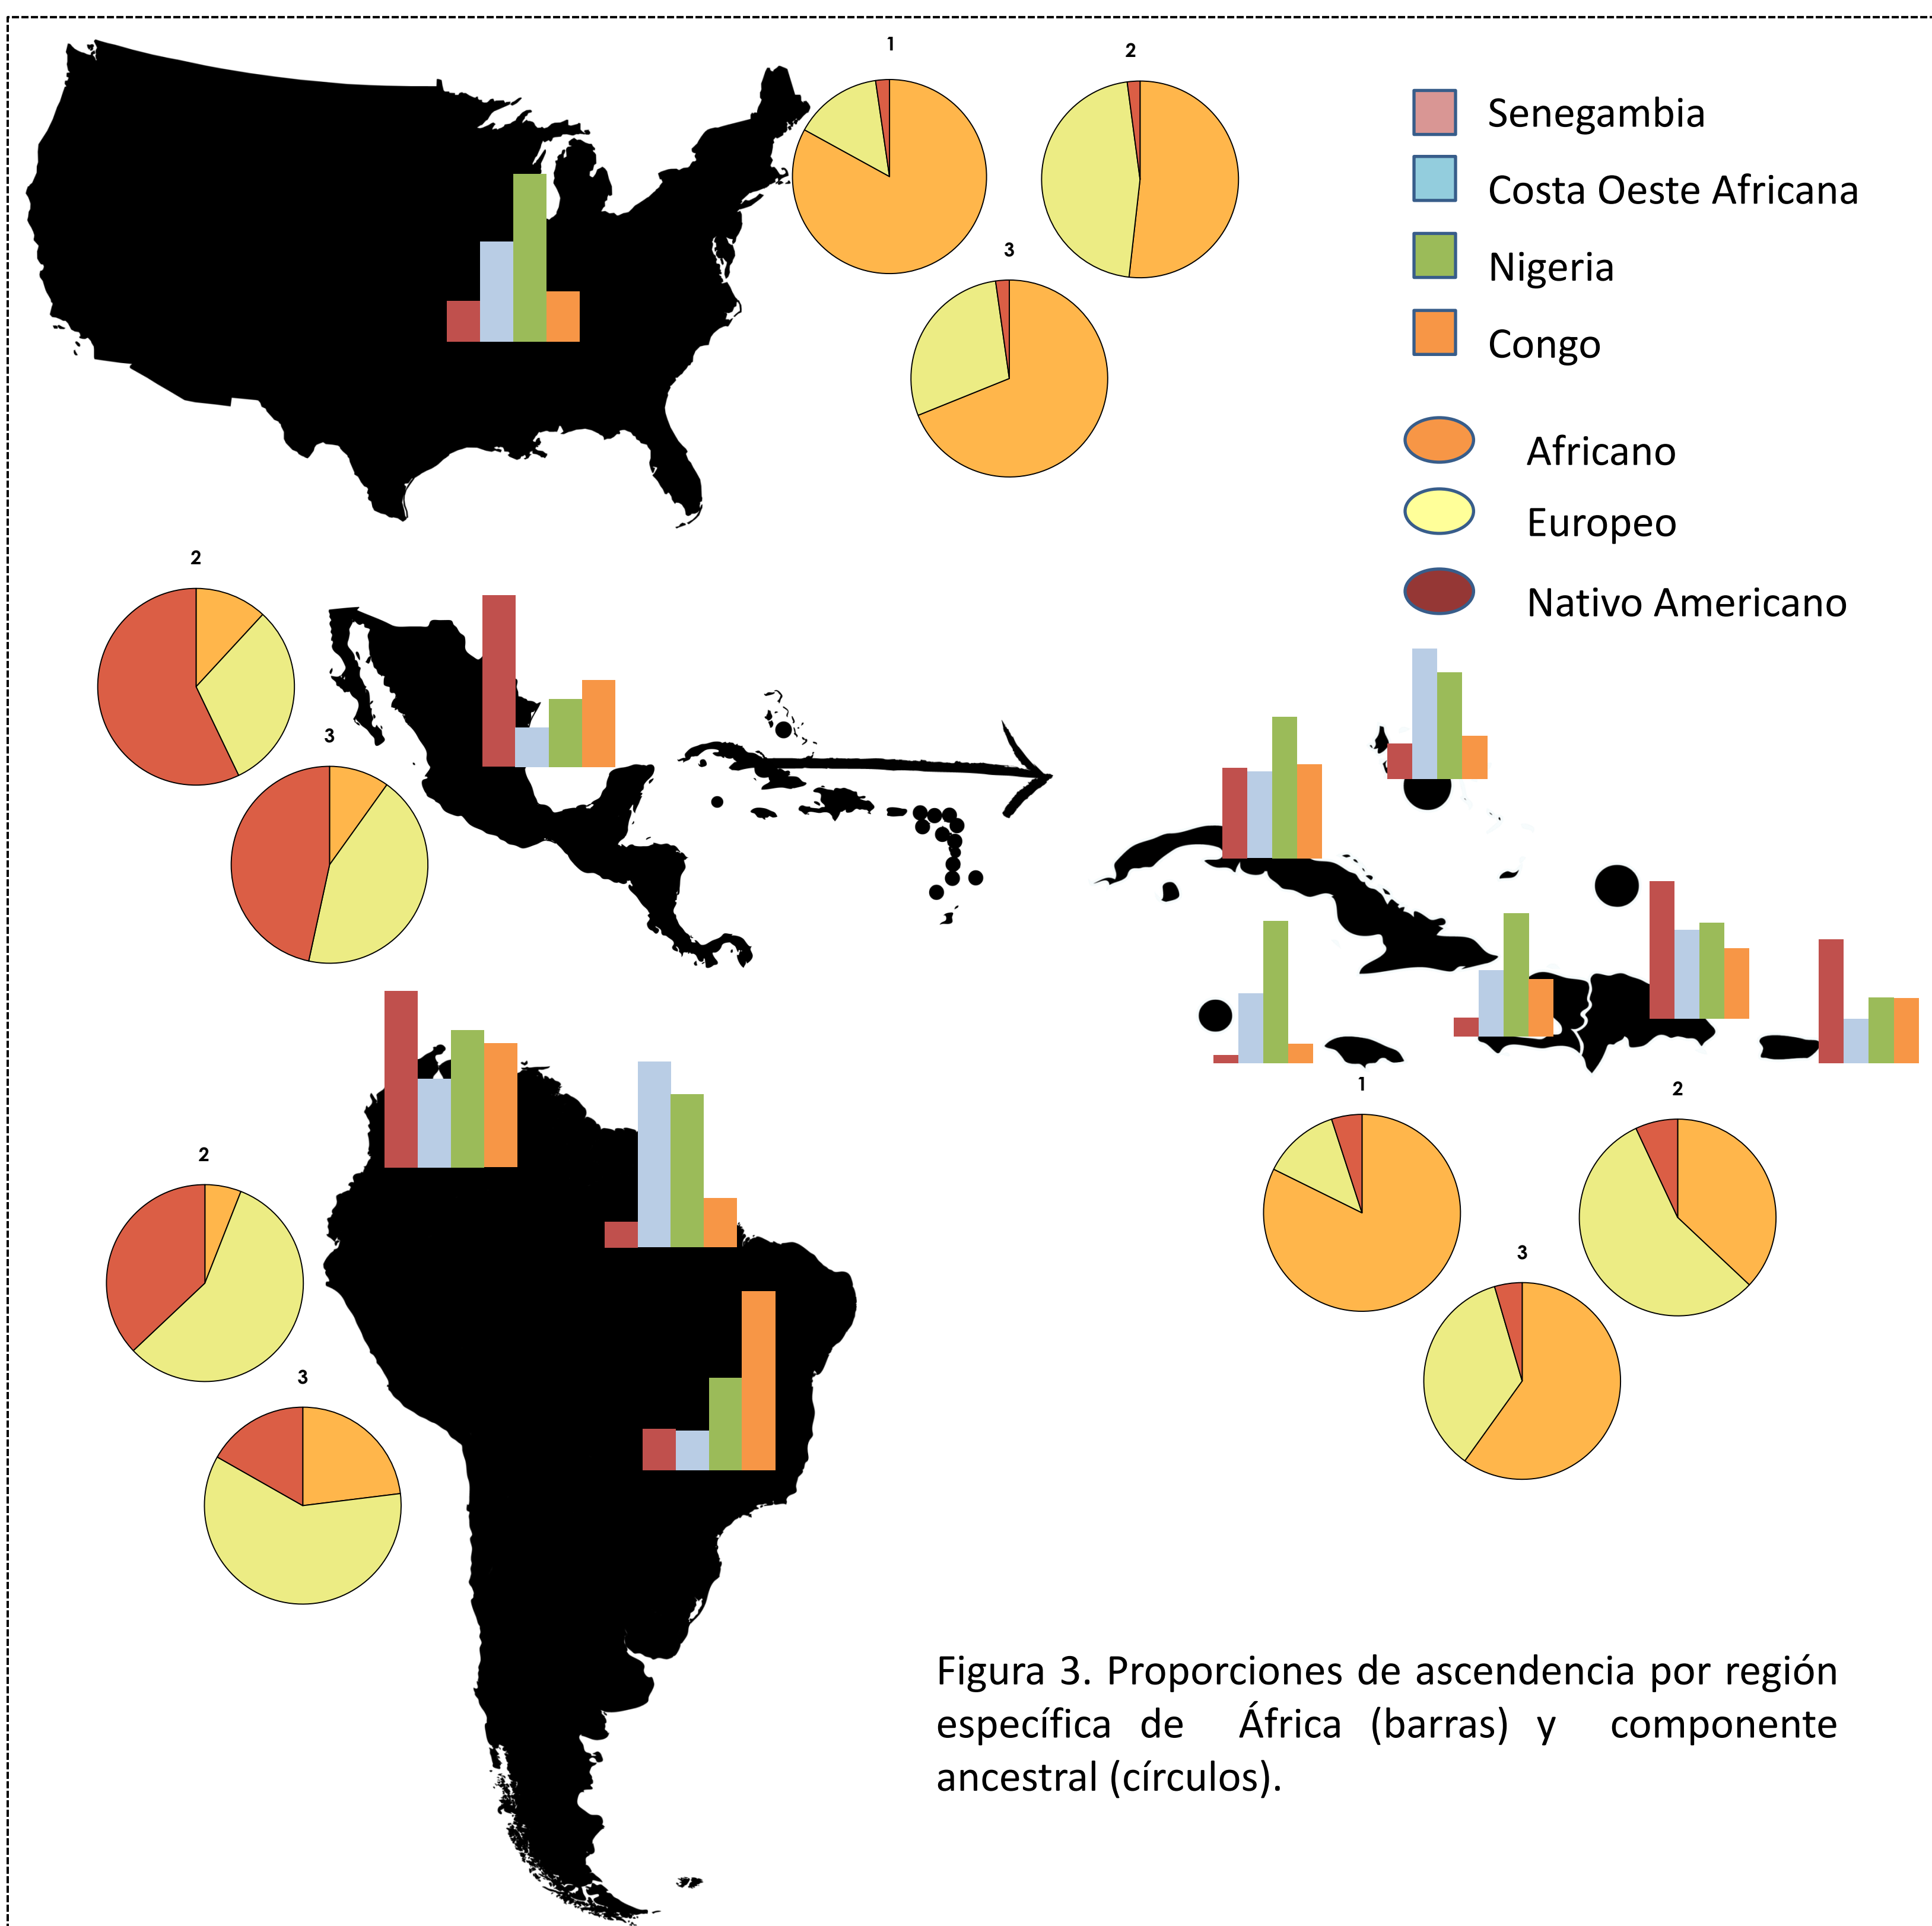 1
2
3
Senegambia
Costa Oeste Africana
Nigeria
Congo
Africano
Europeo
Nativo Americano
2
3
1
2
3
2
3
Figura 3. Proporciones de ascendencia por región
específica de África (barras) y componente
ancestral (círculos).